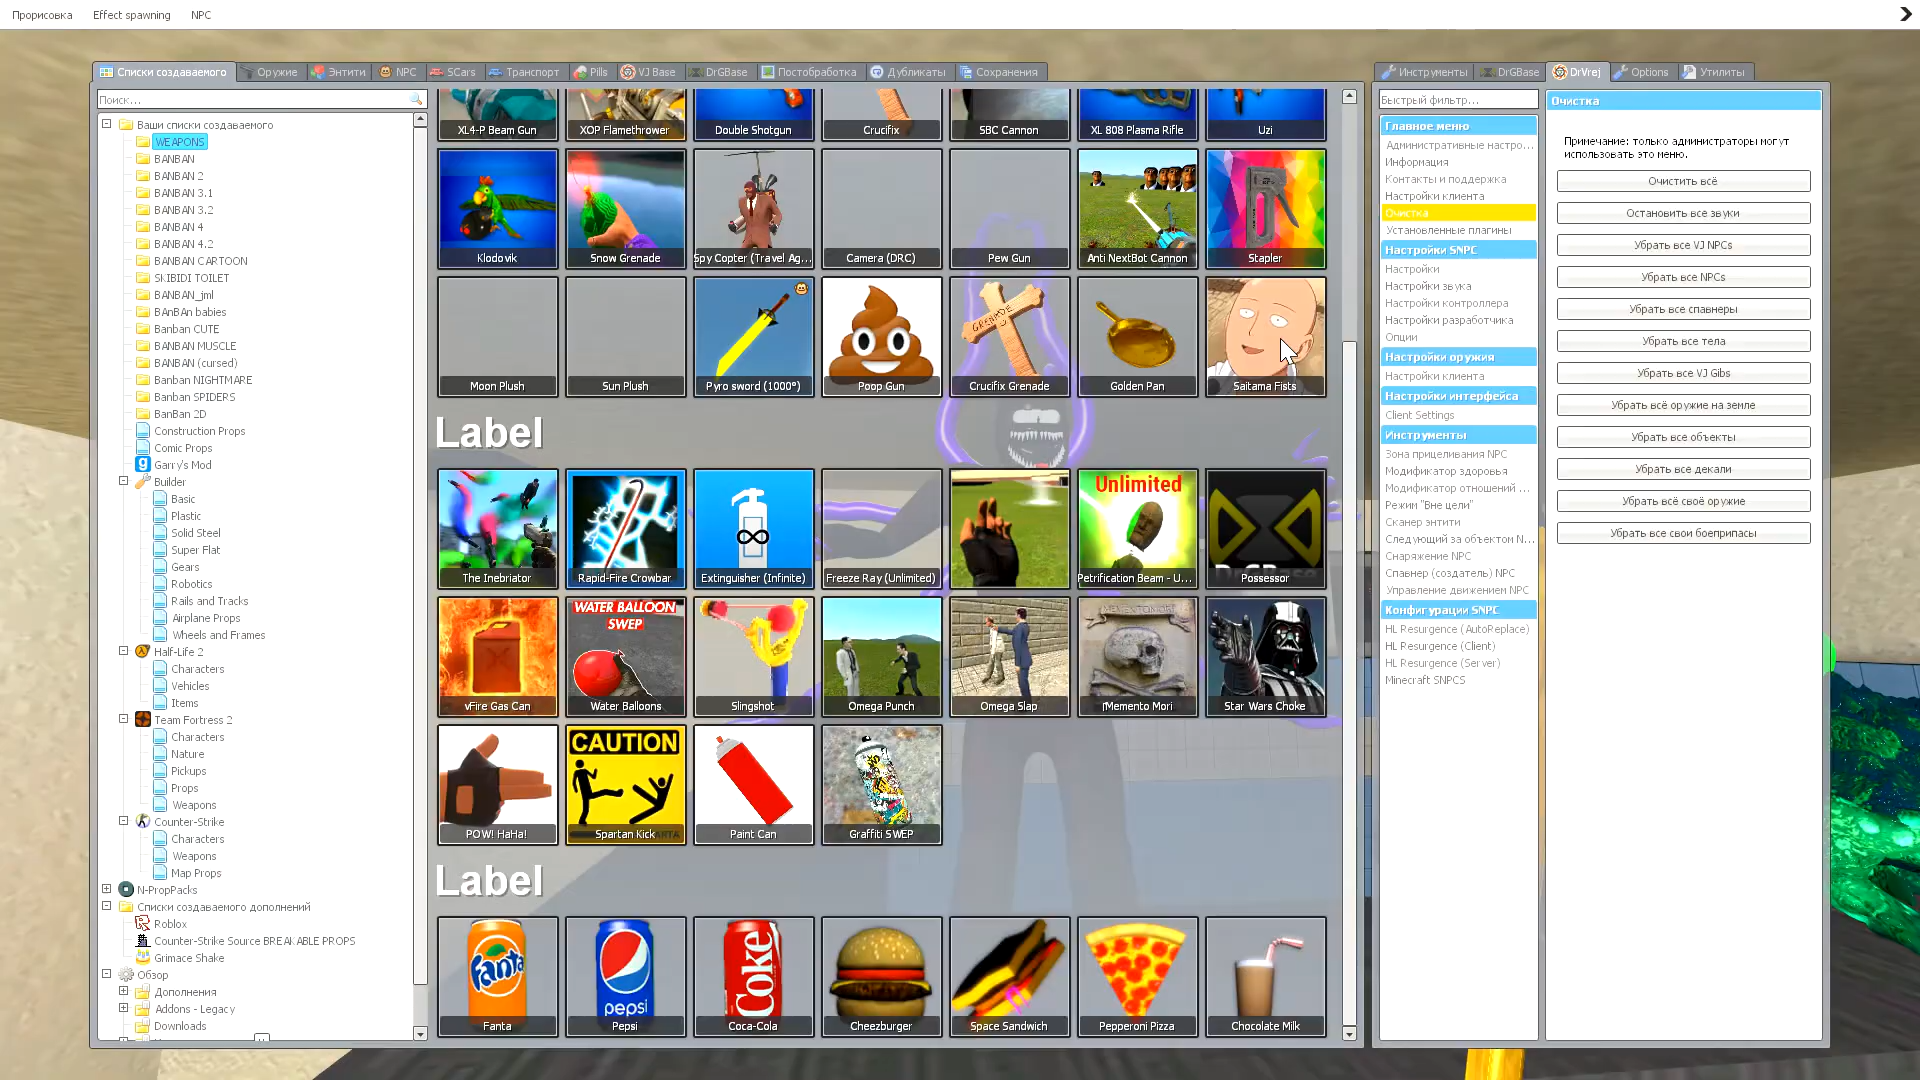 Прорисовка Effect spawning NPC
Списки создаваемого Оружие Энтити NPC SCars Транспорт Pills VJ Base DrGBase Постобработка Дубликаты Сохранения
Инструменты DrGBase DrVrej Options Утилиты
Поиск...
Ваши списки создаваемого
WEAPONS
BANBAN
BANBAN 2
BANBAN 3.1
BANBAN 3.2
BANBAN 4
BANBAN 4.2
BANBAN CARTOON
SKIBIDI TOILET
BANBAN_jml
BAnBAn babies
Banban CUTE
BANBAN MUSCLE
BANBAN (cursed)
Banban NIGHTMARE
Banban SPIDERS
BanBan 2D
Construction Props
Comic Props
Garry's Mod
Builder
Basic
Plastic
Solid Steel
Super Flat
Gears
Robotics
Rails and Tracks
Airplane Props
Wheels and Frames
Half-Life 2
Characters
Vehicles
Items
Team Fortress 2
Characters
Nature
Pickups
Props
Weapons
Counter-Strike
Characters
Weapons
Map Props
N-PropPacks
Списки создаваемого дополнений
Roblox
Counter-Strike Source BREAKABLE PROPS
Grimace Shake
Обзор
Дополнения
Addons - Legacy
Downloads
XL4-P Beam Gun XOP Flamethrower Double Shotgun Crucifix SBC Cannon XL 808 Plasma Rifle Uzi
Klodovik Snow Grenade Spy Copter (Travel Ag... Camera (DRC) Pew Gun Anti NextBot Cannon Stapler
GRENADE
Moon Plush Sun Plush Pyro sword (1000°) Poop Gun Crucifix Grenade Golden Pan Saitama Fists
Label
Unlimited
The Inebriator Rapid-Fire Crowbar Extinguisher (Infinite) Freeze Ray (Unlimited) Petrification Beam - U... Possessor
WATER BALLOON
SWEP
vFire Gas Can Water Balloons Slingshot Omega Punch Omega Slap Memento Mori Star Wars Choke
CAUTION
POW! HaHa! Spartan Kick Paint Can Graffiti SWEP
Label
Fanta pepsi Coke
Fanta Pepsi Coca-Cola Cheezburger Space Sandwich Pepperoni Pizza Chocolate Milk
Быстрый фильтр...
Главное меню
Административные настро...
Информация
Контакты и поддержка
Настройки клиента
Очистка
Установленные плагины
Настройки SNPC
Настройки
Настройки звука
Настройки контроллера
Настройки разработчика
Опции
Настройки оружия
Настройки клиента
Настройки интерфейса
Client Settings
Инструменты
Зона прицеливания NPC
Модификатор здоровья
Модификатор отношений ...
Режим "Вне цели"
Сканер энтити
Следующий за объектом N...
Снаряжение NPC
Спавнер (создатель) NPC
Управление движением NPC
Конфигурации SNPC
HL Resurgence (AutoReplace)
HL Resurgence (Client)
HL Resurgence (Server)
Minecraft SNPCS
Очистка
Примечание: только администраторы могут
использовать это меню.
Очистить всё
Остановить все звуки
Убрать все VJ NPCs
Убрать все NPCs
Убрать все спавнеры
Убрать все тела
Убрать все VJ Gibs
Убрать всё оружие на земле
Убрать все объекты
Убрать все декали
Убрать всё своё оружие
Убрать все свои боеприпасы